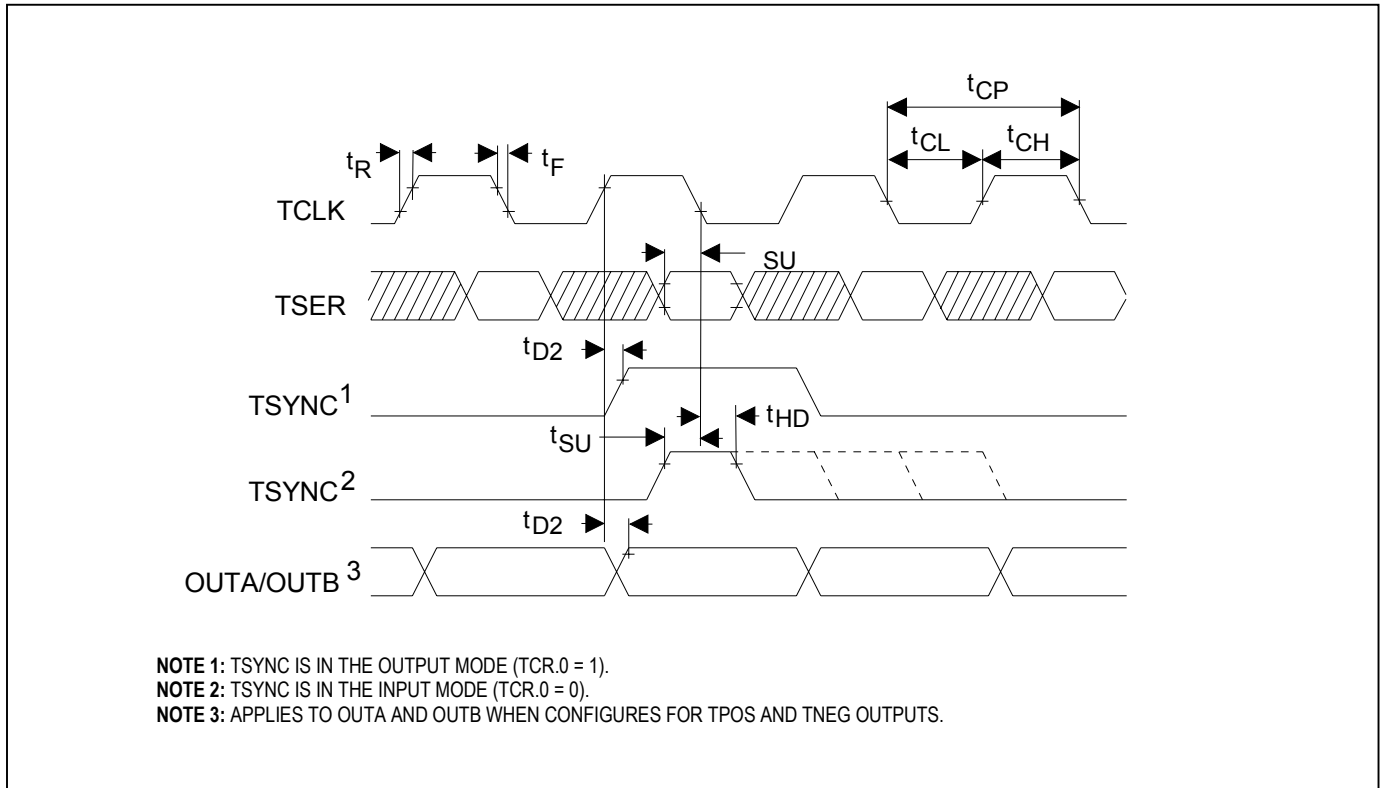 tCP
tCL tCH
tR tF
TCLK
SU
TSER
tD2
TSYNC1
tHD
tSU
TSYNC2
tD2
OUTA/OUTB 3
NOTE 1: TSYNC IS IN THE OUTPUT MODE (TCR.0 = 1).
NOTE 2: TSYNC IS IN THE INPUT MODE (TCR.0 = 0).
NOTE 3: APPLIES TO OUTA AND OUTB WHEN CONFIGURES FOR TPOS AND TNEG OUTPUTS.